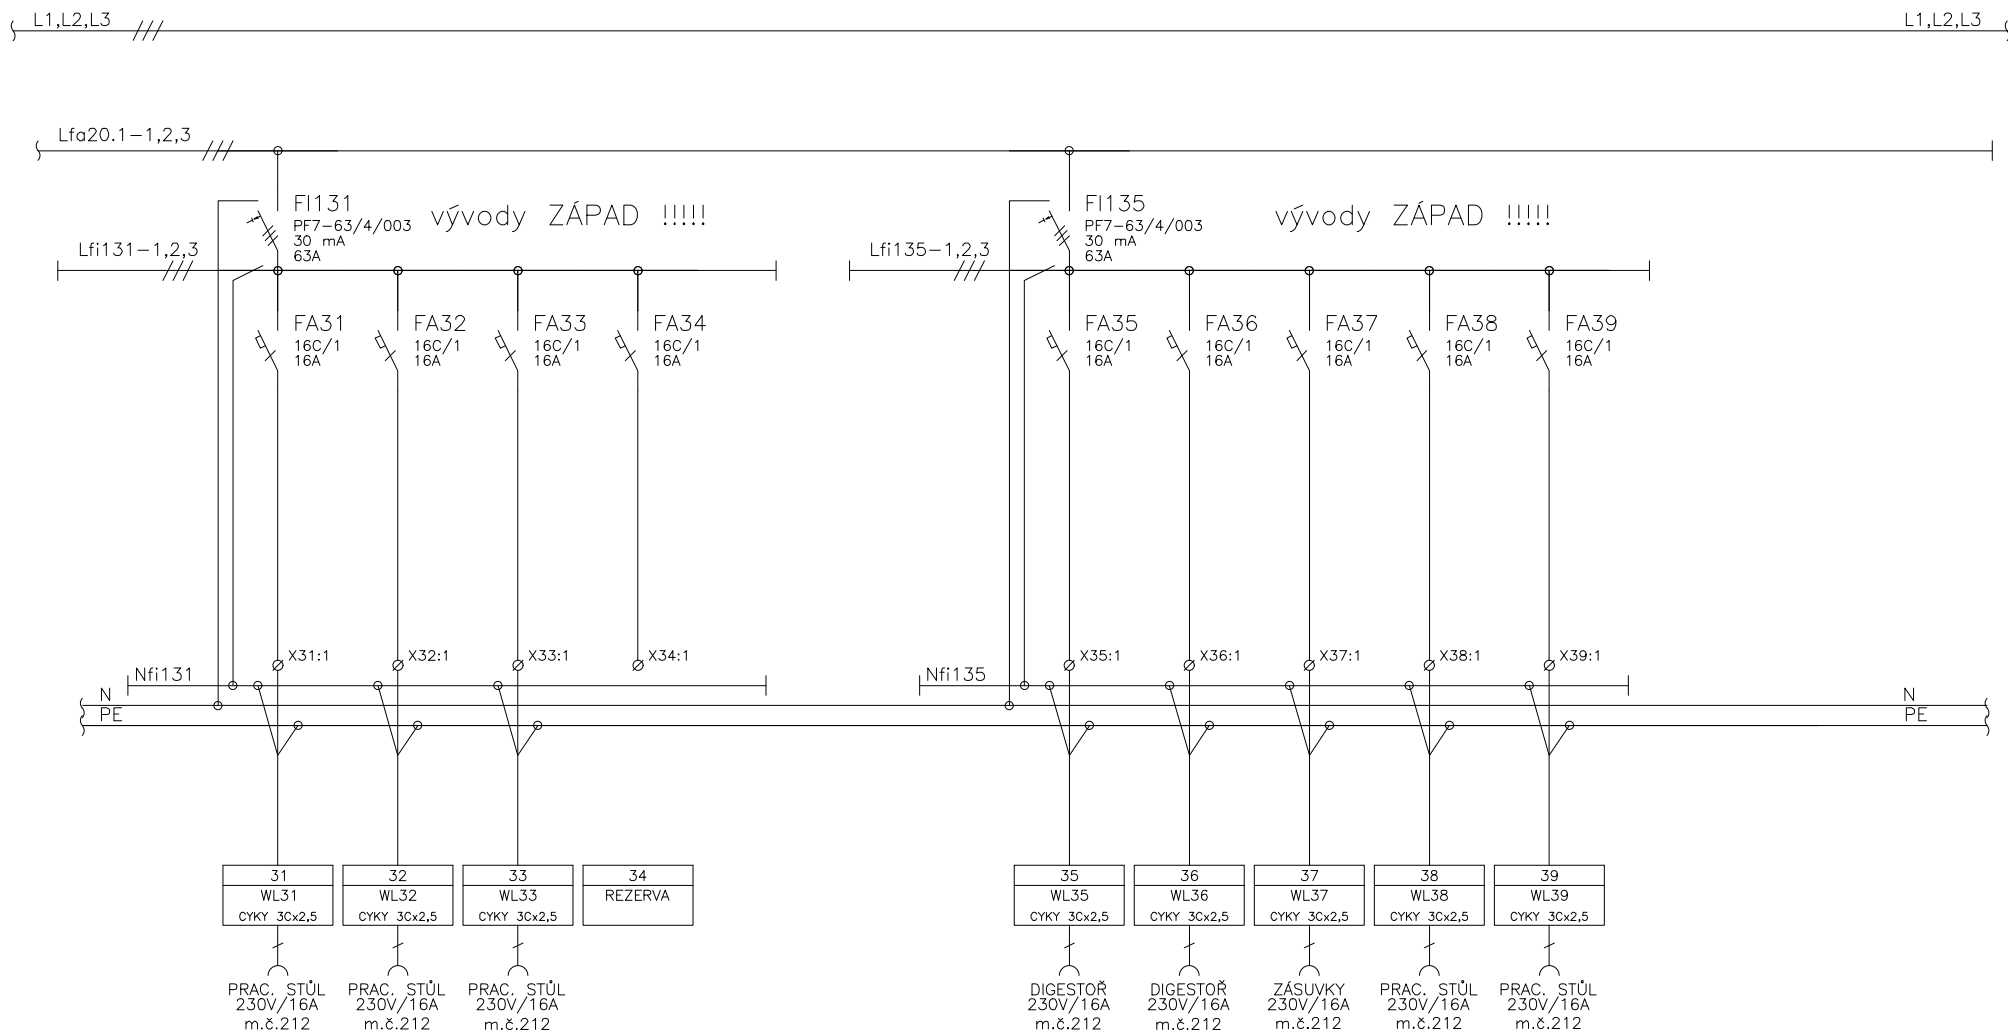 L1,L2,L3
L1,L2,L3
Lfa20.1-1,2,3
FI131
PF7-63/4/003
30 mA
63A
vývody ZÁPAD !!!!!
FI135
PF7-63/4/003
30 mA
63A
vývody ZÁPAD !!!!!
Lfi131-1,2,3
Lfi135-1,2,3
FA31
16C/1
16A
FA32
16C/1
16A
FA33
16C/1
16A
FA34
16C/1
16A
FA35
16C/1
16A
FA36
16C/1
16A
FA37
16C/1
16A
FA38
16C/1
16A
FA39
16C/1
16A
X31:1
X32:1
X33:1
X34:1
X35:1
X36:1
X37:1
X38:1
X39:1
Nfi131
Nfi135
N
PE
N
PE
31
WL31
CYKY 3Cx2,5
32
WL32
CYKY 3Cx2,5
33
WL33
CYKY 3Cx2,5
34
REZERVA
35
WL35
CYKY 3Cx2,5
36
WL36
CYKY 3Cx2,5
37
WL37
CYKY 3Cx2,5
38
WL38
CYKY 3Cx2,5
39
WL39
CYKY 3Cx2,5
PRAC. STŮL
230V/16A
m.č.212
PRAC. STŮL
230V/16A
m.č.212
PRAC. STŮL
230V/16A
m.č.212
DIGESTOŘ
230V/16A
m.č.212
DIGESTOŘ
230V/16A
m.č.212
ZÁSUVKY
230V/16A
m.č.212
PRAC. STŮL
230V/16A
m.č.212
PRAC. STŮL
230V/16A
m.č.212